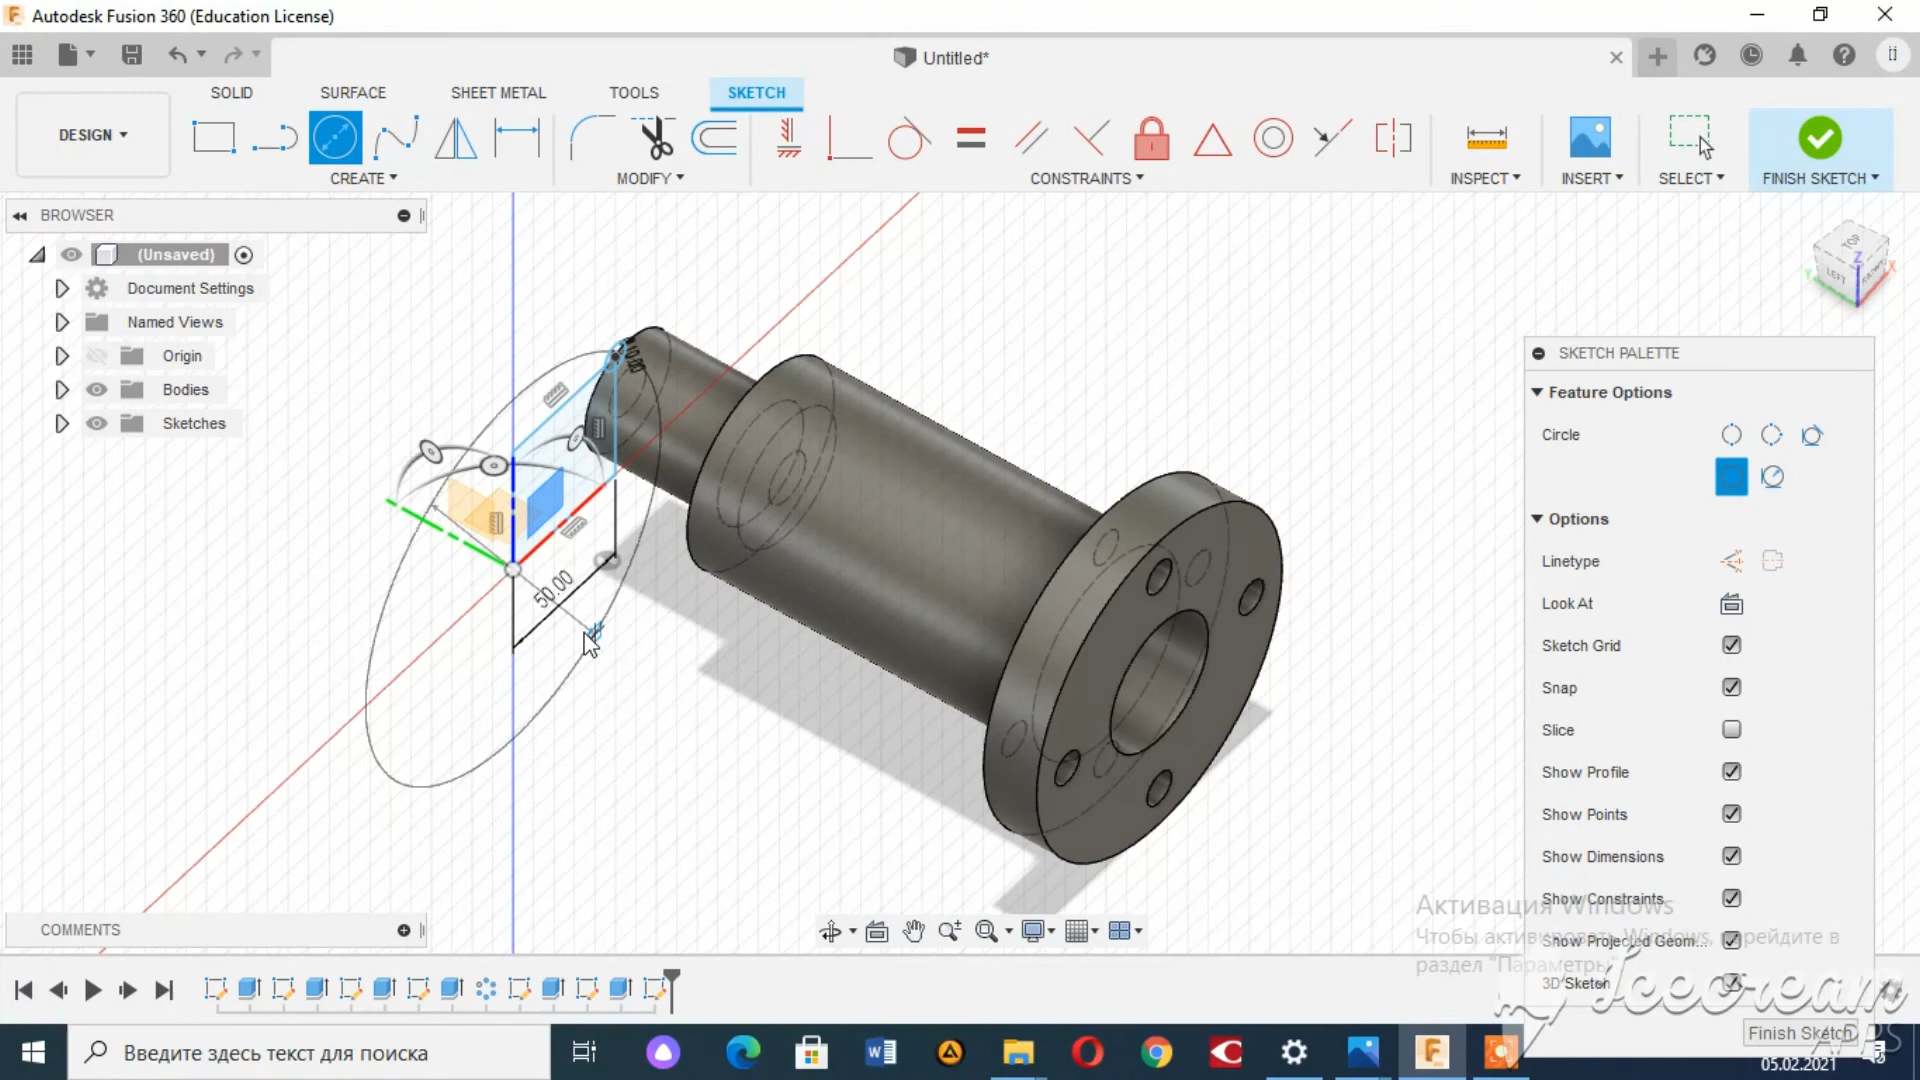 Autodesk Fusion 360 (Education License)
Untitled*
SOLID
SURFACE
SHEET METAL
TOOLS
SKETCH
DESIGN
CREATE
MODIFY
CONSTRAINTS
INSPECT
INSERT
SELECT
FINISH SKETCH
BROWSER
(Unsaved)
Document Settings
Named Views
Origin
Bodies
Sketches
TOP
LEFT
Z
X
Y
50.00
SKETCH PALETTE
Feature Options
Circle
Options
Linetype
Look At
Sketch Grid
Snap
Slice
Show Profile
Show Points
Show Dimensions
Show Constraints
Show Projected Geom...
3D Sketch
Активация Windows
Чтобы активировать Windows, перейдите в
раздел "Параметры"
Icecream
APPS
COMMENTS
Finish Sketch
Введите здесь текст для поиска
05.02.2021